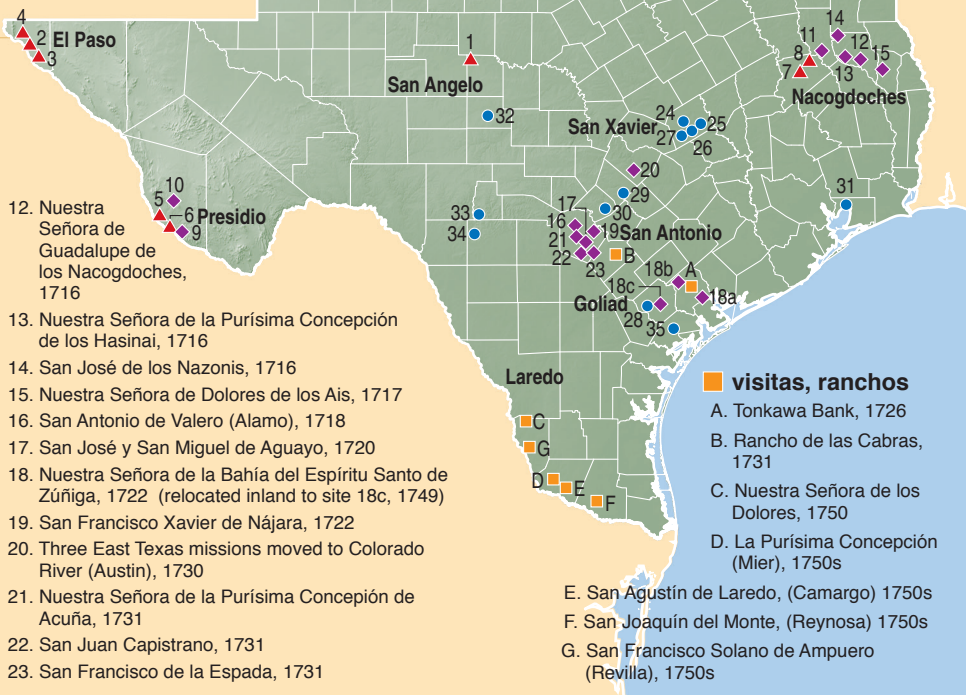 4
2
El Paso
3
1
San Angelo
32
14
11
12
8
15
7
13
Nacogdoches
24
25
San Xavier
27
26
20
10
5
6
Presidio
9
29
17
30
33
16
19
San Antonio
34
21
B
22
23
31
18b
A
18c
18a
Goliad
28
35
Laredo
C
G
D
E
F
12. Nuestra
Señora de
Guadalupe de
los Nacogdoches,
1716
13. Nuestra Señora de la Purísima Concepción
de los Hasinai, 1716
14. San José de los Nazonis, 1716
15. Nuestra Señora de Dolores de los Ais, 1717
16. San Antonio de Valero (Alamo), 1718
17. San José y San Miguel de Aguayo, 1720
18. Nuestra Señora de la Bahía del Espíritu Santo de
Zúñiga, 1722 (relocated inland to site 18c, 1749)
19. San Francisco Xavier de Nájara, 1722
20. Three East Texas missions moved to Colorado
River (Austin), 1730
21. Nuestra Señora de la Purísima Concepión de
Acuña, 1731
22. San Juan Capistrano, 1731
23. San Francisco de la Espada, 1731
visitas, ranchos
A. Tonkawa Bank, 1726
B. Rancho de las Cabras,
1731
C. Nuestra Señora de los
Dolores, 1750
D. La Purísima Concepción
(Mier), 1750s
E. San Agustín de Laredo, (Camargo) 1750s
F. San Joaquín del Monte, (Reynosa) 1750s
G. San Francisco Solano de Ampuero
(Revilla), 1750s